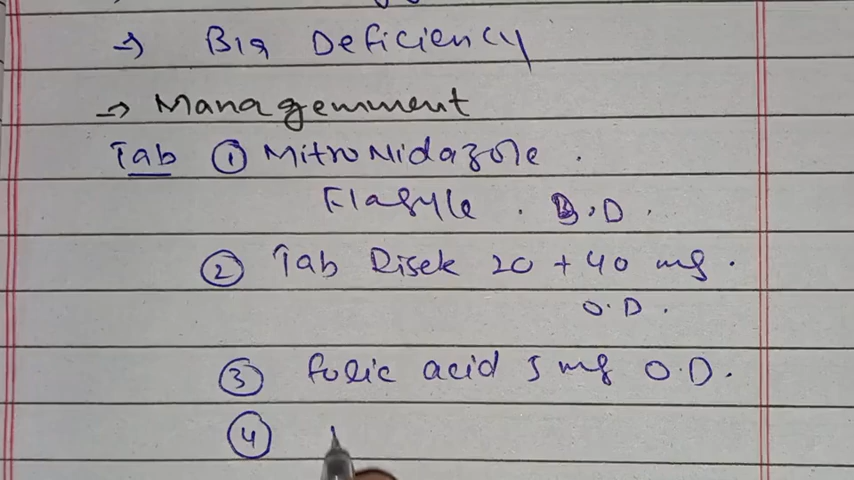 → B12 Deficiency
→ Managemment
Tab ① MitroNidazole .
Flagyle . B.D.
② Tab Risek 20 + 40 mg .
O.D.
③ folic acid 5 mg O.D.
④